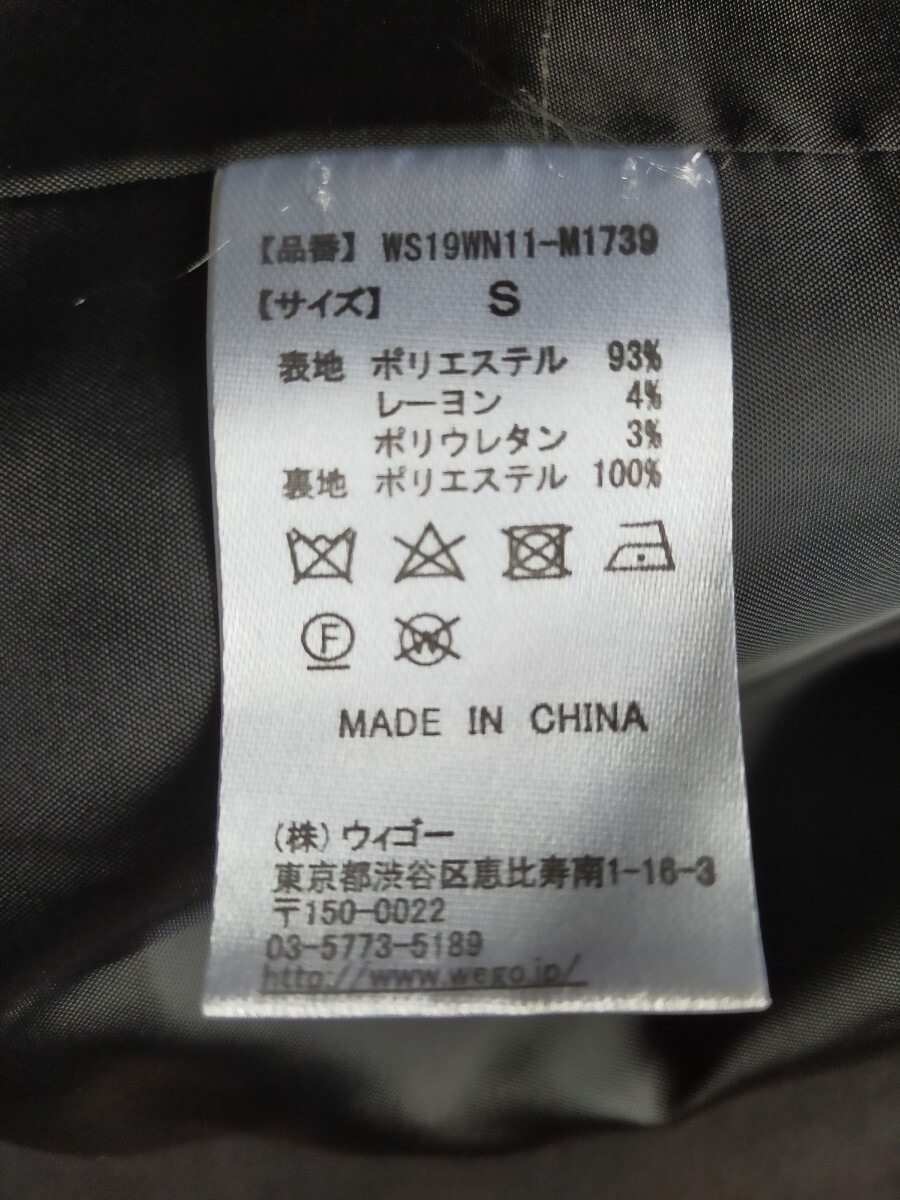 【品番】 WS19WN11-M1739
【サイズ】 S
表地 ポリエステル 93%
レーヨン 4%
ポリウレタン 3%
裏地 ポリエステル 100%
F W
MADE IN CHINA
(株)ウィゴー
東京都渋谷区恵比寿南1-16-3
〒150-0022
03-5773-5189
http://www.wego.jp/